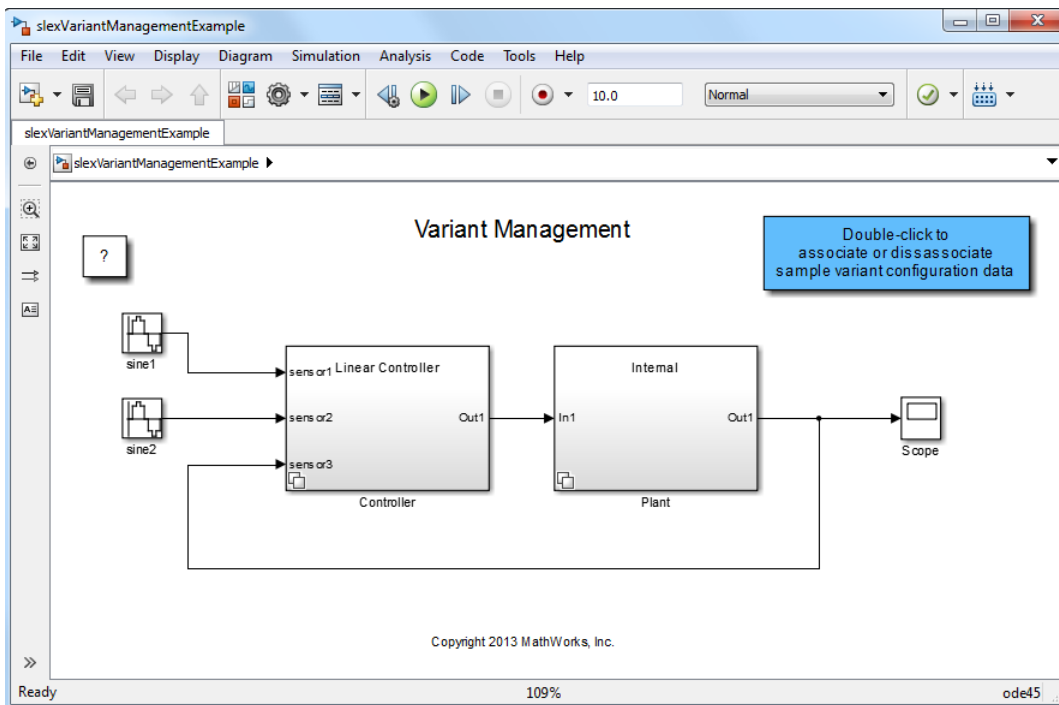 slexVariantManagementExample
File Edit View Display Diagram Simulation Analysis Code Tools Help
10.0 Normal
slexVariantManagementExample
slexVariantManagementExample
Variant Management
?
Double-click to
associate or dissassociate
sample variant configuration data
sine1
sine2
sensor1 Linear Controller
sensor2 Out1
sensor3
Controller
Internal
In1 Out1
Plant
Scope
Copyright 2013 MathWorks, Inc.
Ready 109% ode45